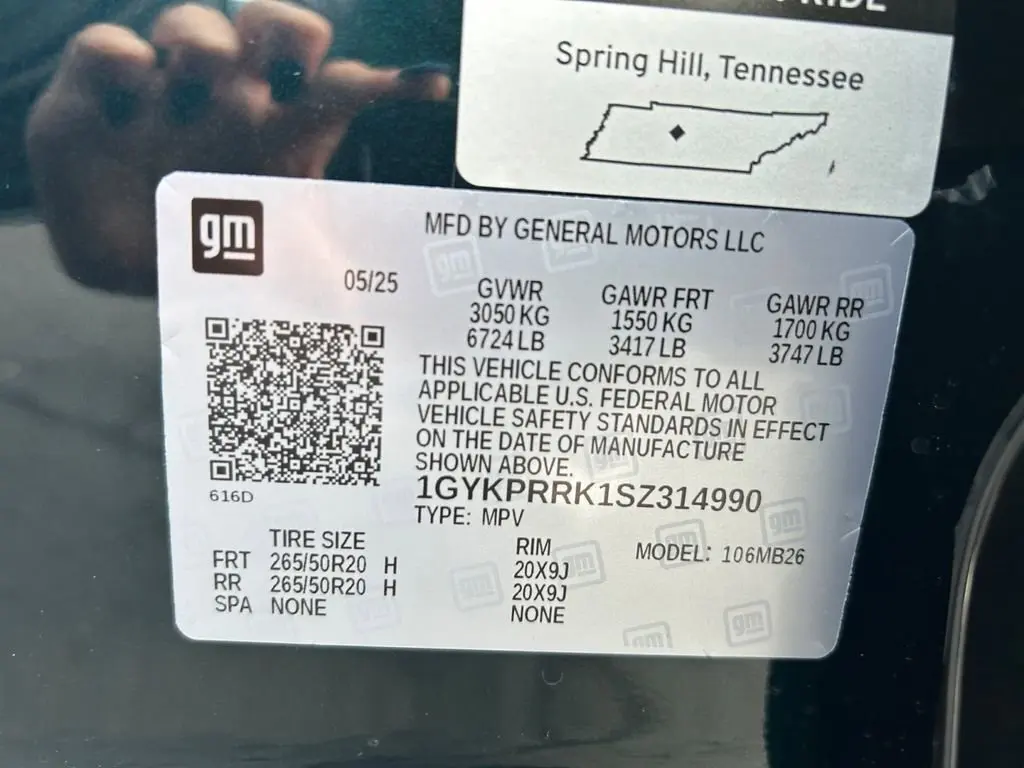 Spring Hill, Tennessee
gm
MFD BY GENERAL MOTORS LLC
05/25
GVWR
3050 KG
6724 LB
GAWR FRT
1550 KG
3417 LB
GAWR RR
1700 KG
3747 LB
THIS VEHICLE CONFORMS TO ALL
APPLICABLE U.S. FEDERAL MOTOR
VEHICLE SAFETY STANDARDS IN EFFECT
ON THE DATE OF MANUFACTURE
SHOWN ABOVE.
616D
1GYKPRRK1SZ314990
TYPE: MPV
TIRE SIZE
RIM
MODEL: 106MB26
FRT 265/50R20 H 20X9J
RR 265/50R20 H 20X9J
SPA NONE NONE